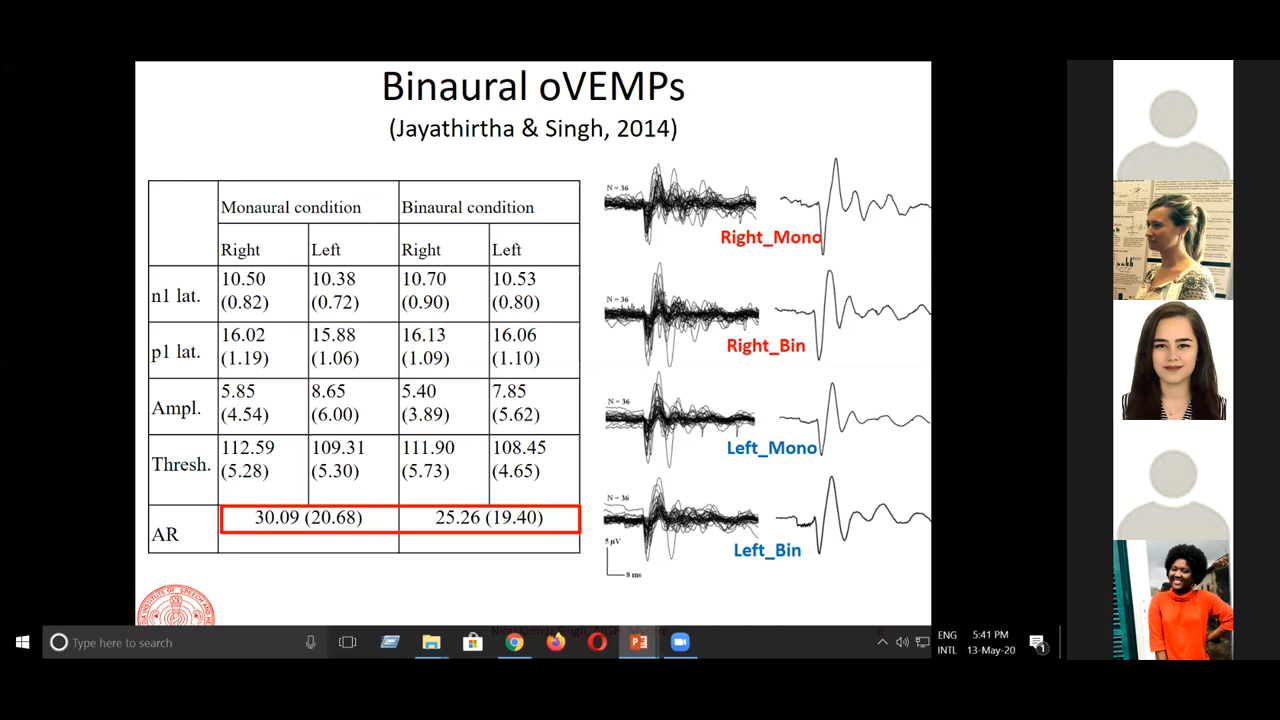 Binaural oVEMPs
(Jayathirtha & Singh, 2014)
Monaural condition Binaural condition
Right Left Right Left
n1 lat. 10.50 (0.82) 10.38 (0.72) 10.70 (0.90) 10.53 (0.80)
p1 lat. 16.02 (1.19) 15.88 (1.06) 16.13 (1.09) 16.06 (1.10)
Ampl. 5.85 (4.54) 8.65 (6.00) 5.40 (3.89) 7.85 (5.62)
Thresh. 112.59 (5.28) 109.31 (5.30) 111.90 (5.73) 108.45 (4.65)
AR 30.09 (20.68) 25.26 (19.40)
N = 36
Right_Mono
N = 36
Right_Bin
N = 36
Left_Mono
N = 36
Left_Bin
5 µV
8 ms
Type here to search
ENG
INTL
5:41 PM
13-May-20
1